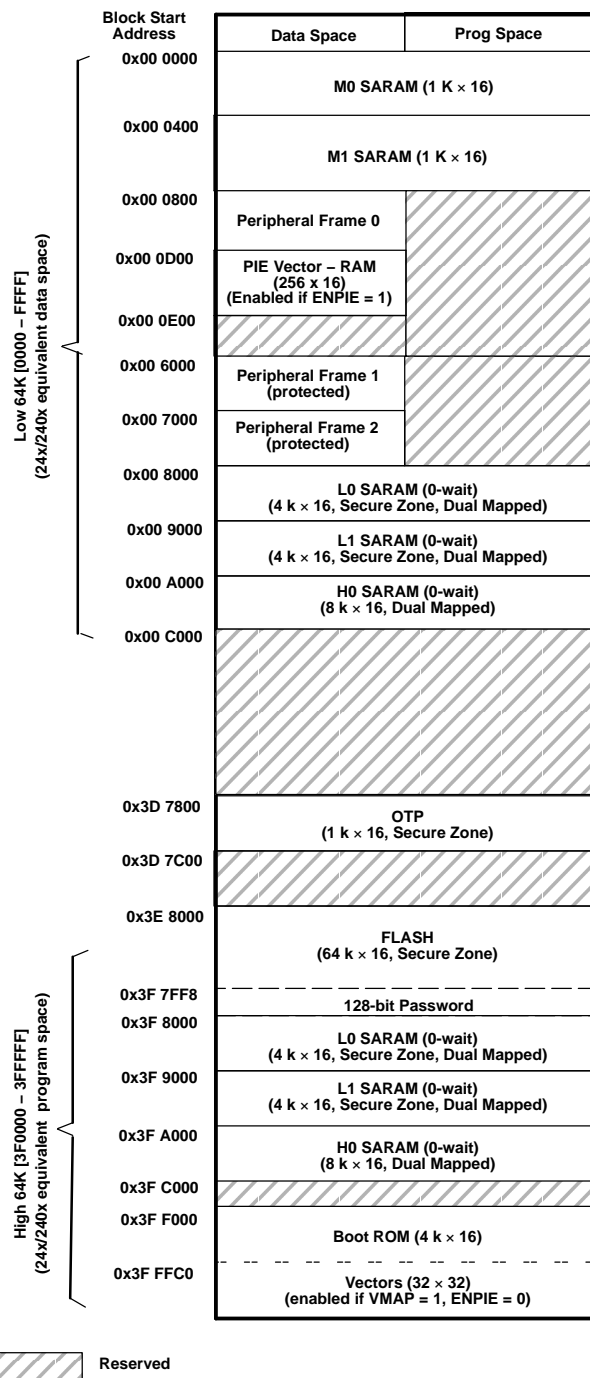 Block Start
Address
Data Space
Prog Space
0x00 0000
M0 SARAM (1 K × 16)
0x00 0400
M1 SARAM (1 K × 16)
0x00 0800
Peripheral Frame 0
0x00 0D00
PIE Vector – RAM
(256 x 16)
(Enabled if ENPIE = 1)
0x00 0E00
0x00 6000
Peripheral Frame 1
(protected)
0x00 7000
Peripheral Frame 2
(protected)
0x00 8000
L0 SARAM (0-wait)
(4 k × 16, Secure Zone, Dual Mapped)
0x00 9000
L1 SARAM (0-wait)
(4 k × 16, Secure Zone, Dual Mapped)
0x00 A000
H0 SARAM (0-wait)
(8 k × 16, Dual Mapped)
0x00 C000
Low 64K [0000 – FFFF]
(24x/240x equivalent data space)
0x3D 7800
OTP
(1 k × 16, Secure Zone)
0x3D 7C00
0x3E 8000
FLASH
(64 k × 16, Secure Zone)
0x3F 7FF8
128-bit Password
0x3F 8000
L0 SARAM (0-wait)
(4 k × 16, Secure Zone, Dual Mapped)
0x3F 9000
L1 SARAM (0-wait)
(4 k × 16, Secure Zone, Dual Mapped)
0x3F A000
H0 SARAM (0-wait)
(8 k × 16, Dual Mapped)
0x3F C000
0x3F F000
Boot ROM (4 k × 16)
0x3F FFC0
Vectors (32 × 32)
(enabled if VMAP = 1, ENPIE = 0)
High 64K [3F0000 – 3FFFFF]
(24x/240x equivalent program space)
Reserved